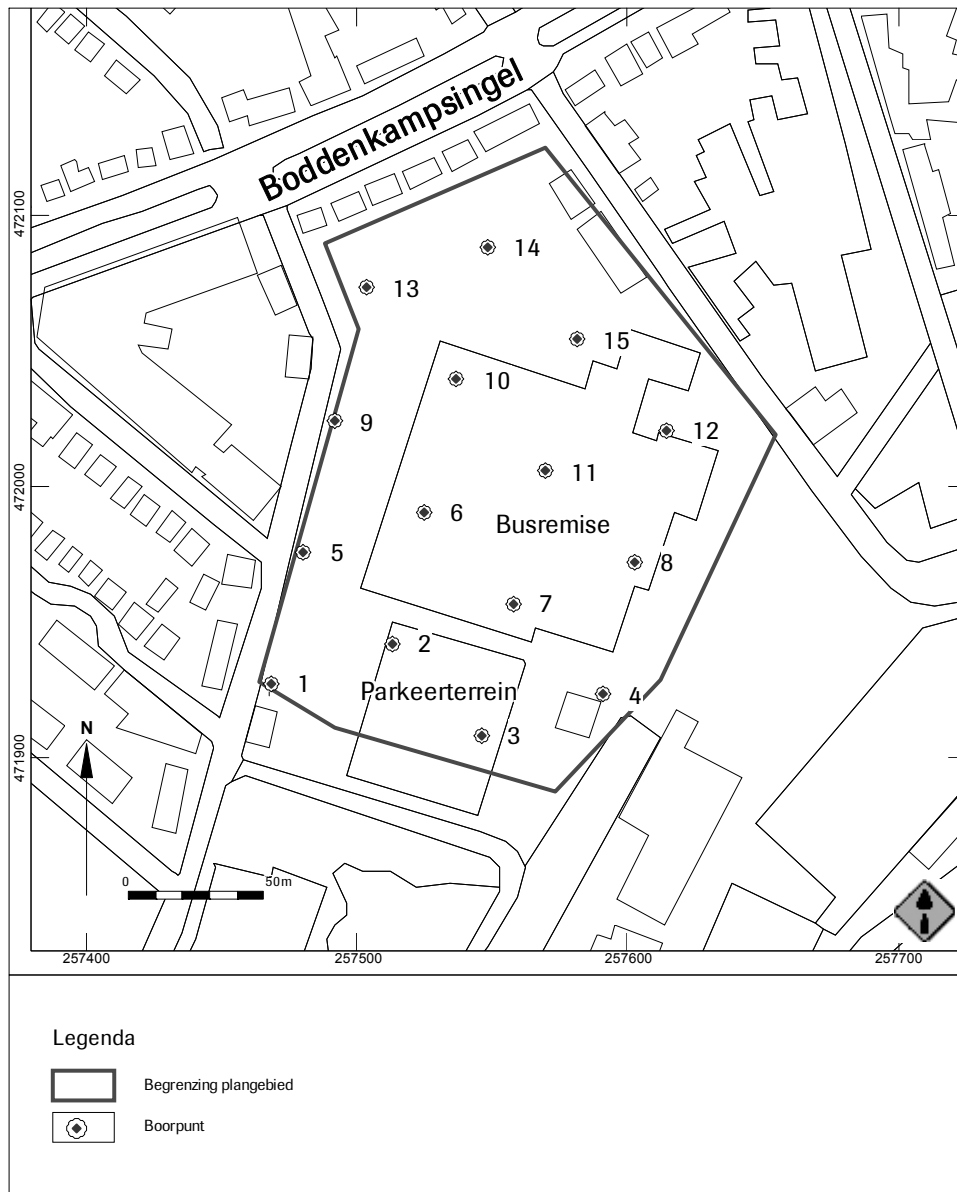 Boddenkampsingel
472100
14
13
15
10
9
12
11
472000
6
Busremise
5
8
7
2
1
Parkeerterrein
4
3
N
471900
0
50m
257400
257500
257600
257700
Legenda
Begrenzing plangebied
Boorpunt